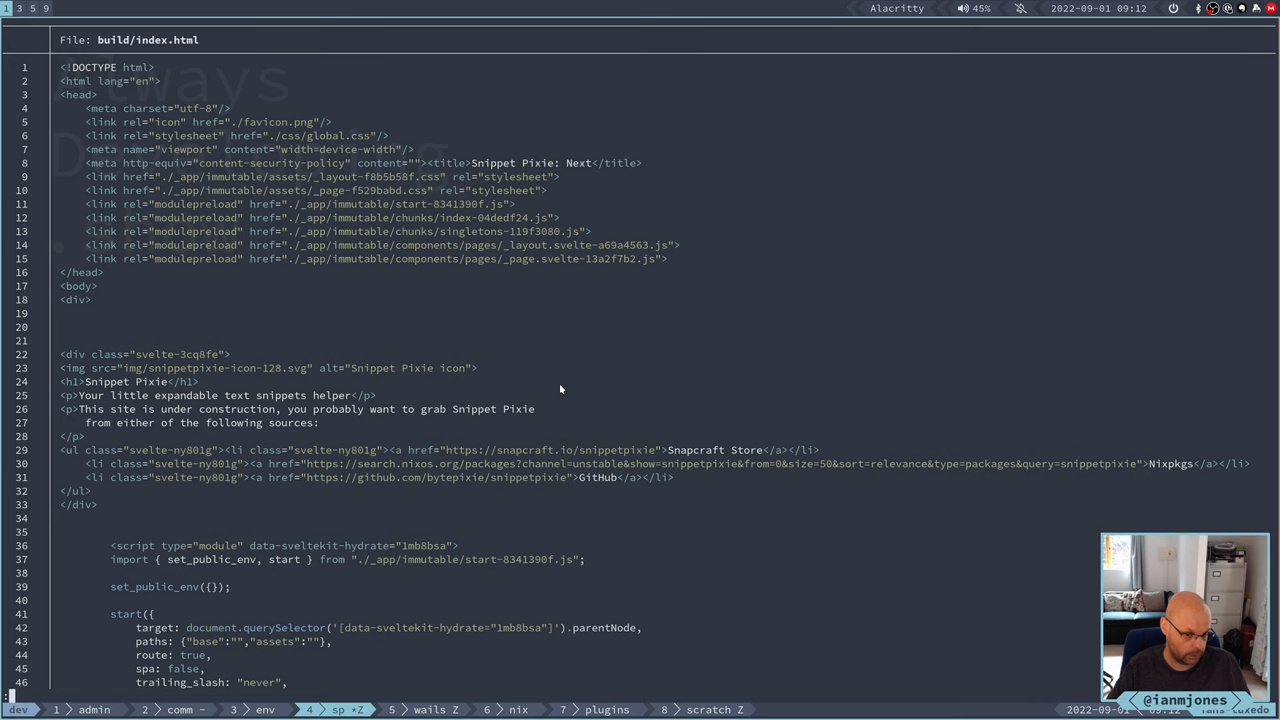 1 3 5 9
Alacritty 45% 2022-09-01 09:12
File: build/index.html
1 <!DOCTYPE html>
2 <html lang="en">
3 <head>
4 <meta charset="utf-8"/>
5 <link rel="icon" href="./favicon.png"/>
6 <link rel="stylesheet" href="./css/global.css"/>
7 <meta name="viewport" content="width=device-width"/>
8 <meta http-equiv="content-security-policy" content=""><title>Snippet Pixie: Next</title>
9 <link href="./_app/immutable/assets/_layout-f8b5b58f.css" rel="stylesheet">
10 <link href="./_app/immutable/assets/_page-f529babd.css" rel="stylesheet">
11 <link rel="modulepreload" href="./_app/immutable/start-8341390f.js">
12 <link rel="modulepreload" href="./_app/immutable/chunks/index-04dedf24.js">
13 <link rel="modulepreload" href="./_app/immutable/chunks/singletons-119f3080.js">
14 <link rel="modulepreload" href="./_app/immutable/components/pages/_layout.svelte-a69a4563.js">
15 <link rel="modulepreload" href="./_app/immutable/components/pages/_page.svelte-13a2f7b2.js">
16 </head>
17 <body>
18 <div>
19
20
21
22 <div class="svelte-3cq8fe">
23 <img src="img/snippetpixie-icon-128.svg" alt="Snippet Pixie icon">
24 <h1>Snippet Pixie</h1>
25 <p>Your little expandable text snippets helper</p>
26 <p>This site is under construction, you probably want to grab Snippet Pixie
27 from either of the following sources:
28 </p>
29 <ul class="svelte-ny801g"><li class="svelte-ny801g"><a href="https://snapcraft.io/snippetpixie">Snapcraft Store</a></li>
30 <li class="svelte-ny801g"><a href="https://search.nixos.org/packages?channel=unstable&show=snippetpixie&from=0&size=50&sort=relevance&type=packages&query=snippetpixie">Nixpkgs</a></li>
31 <li class="svelte-ny801g"><a href="https://github.com/bytepixie/snippetpixie">GitHub</a></li>
32 </ul>
33 </div>
34
35
36 <script type="module" data-sveltekit-hydrate="1mb8bsa">
37 import { set_public_env, start } from "./_app/immutable/start-8341390f.js";
38
39 set_public_env({});
40
41 start({
42 target: document.querySelector('[data-sveltekit-hydrate="1mb8bsa"]').parentNode,
43 paths: {"base":"","assets":""},
44 route: true,
45 spa: false,
46 trailing_slash: "never",
:
@ianmjones
dev 1 admin 2 comm - 3 env 4 sp *Z 5 wails Z 6 nix 7 plugins 8 scratch Z 2022-09-01